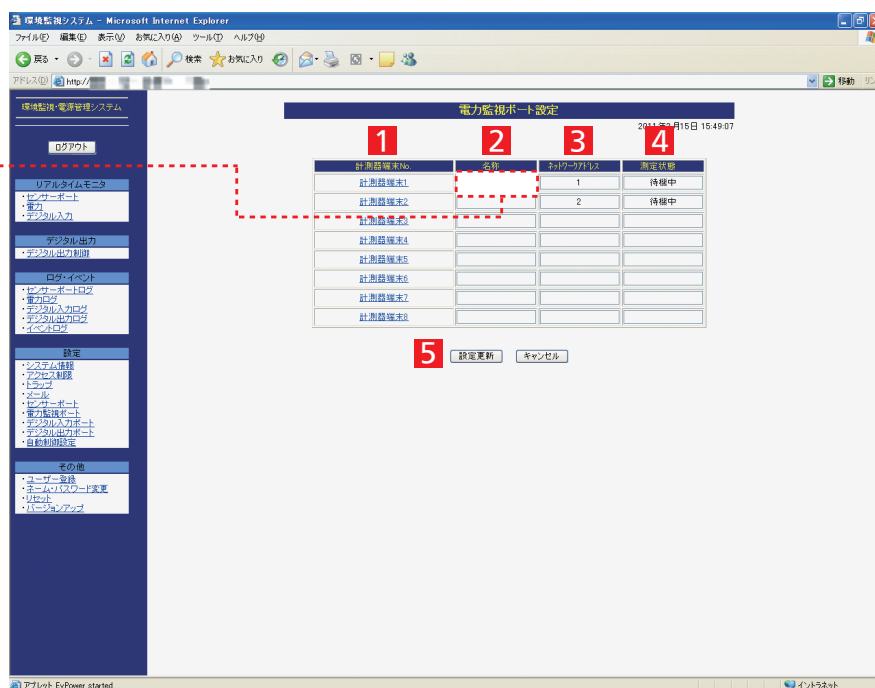 環境監視システム - Microsoft Internet Explorer
ファイル(F) 編集(E) 表示(V) お気に入り(A) ツール(T) ヘルプ(H)
戻る 検索 お気に入り
アドレス(D) http:// 移動
環境監視・電源管理システム
ログアウト
リアルタイムモニタ
・センサーポート
・電力
・デジタル入力
デジタル出力
・デジタル出力制御
ログ・イベント
・センサーポートログ
・電力ログ
・デジタル入力ログ
・デジタル出力ログ
・イベントログ
設定
・システム情報
・アクセス制限
・トラップ
・メール
・センサーポート
・電力監視ポート
・デジタル入力ポート
・デジタル出力ポート
・自動制御設定
その他
・ユーザー登録
・ネーム・パスワード変更
・リセット
・バージョンアップ
電力監視ポート設定
月15日 15:49:07
1 2 3 4
計測器端末No. 名称 ネットワークアドレス 測定状態
計測器端末1 1 待機中
計測器端末2 2 待機中
計測器端末3
計測器端末4
計測器端末5
計測器端末6
計測器端末7
計測器端末8
5 設定更新 キャンセル
アプレット EvPower started イントラネット